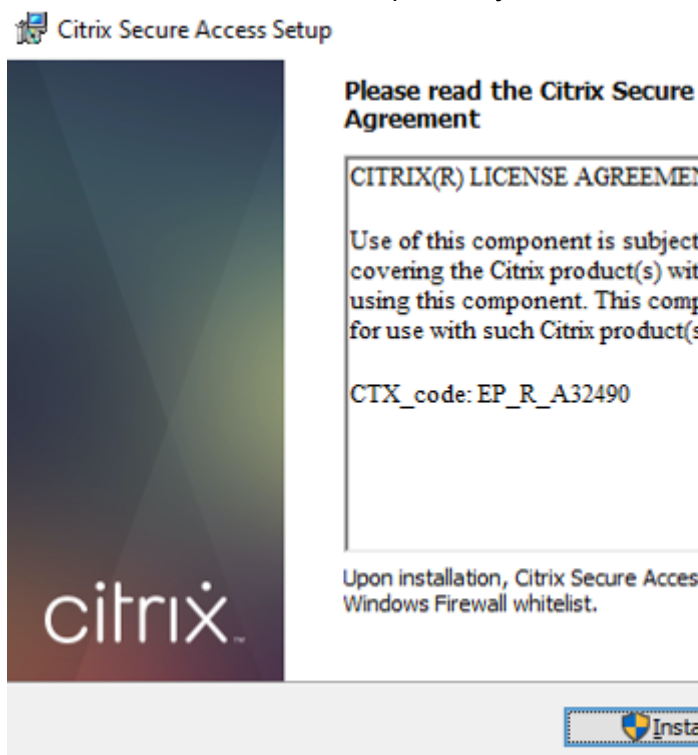 Citrix Secure Access Setup
Please read the Citrix Secure
Agreement
CITRIX(R) LICENSE AGREEMEN
Use of this component is subject
covering the Citrix product(s) wit
using this component. This comp
for use with such Citrix product(s
CTX_code: EP_R_A32490
Upon installation, Citrix Secure Acces
Windows Firewall whitelist.
citrix
Insta